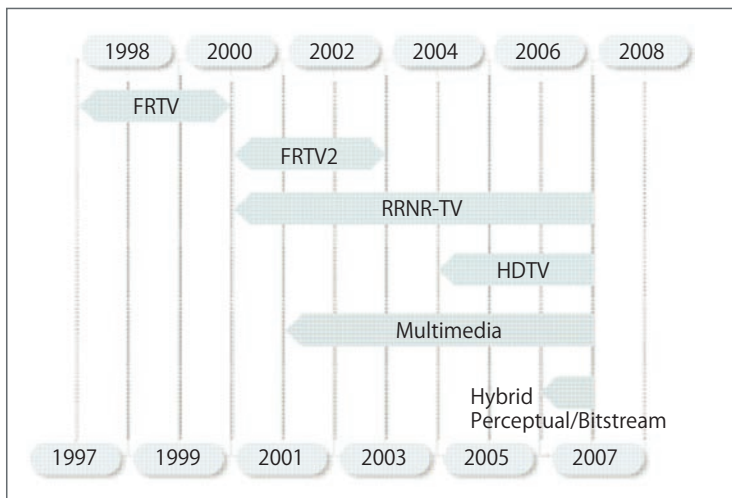 1998 2000 2002 2004 2006 2008
FRTV
FRTV2
RRNR-TV
HDTV
Multimedia
Hybrid
Perceptual/Bitstream
1997 1999 2001 2003 2005 2007